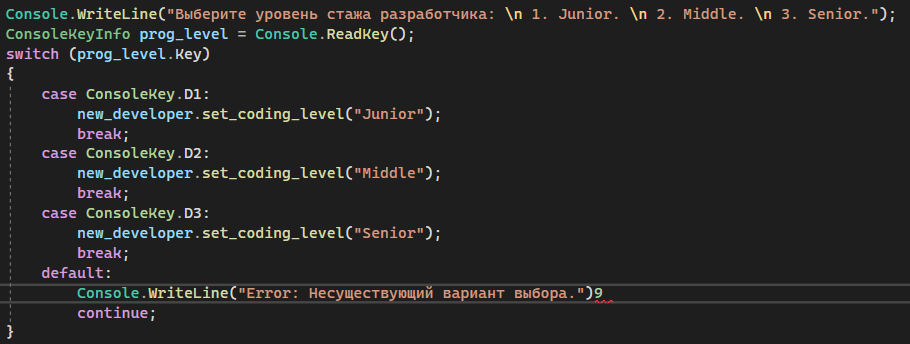 Console.WriteLine("Выберите уровень стажа разработчика: \n 1. Junior. \n 2. Middle. \n 3. Senior.");
ConsoleKeyInfo prog_level = Console.ReadKey();
switch (prog_level.Key)
{
    case ConsoleKey.D1:
        new_developer.set_coding_level("Junior");
        break;
    case ConsoleKey.D2:
        new_developer.set_coding_level("Middle");
        break;
    case ConsoleKey.D3:
        new_developer.set_coding_level("Senior");
        break;
    default:
        Console.WriteLine("Error: Несуществующий вариант выбора.")9
        continue;
}